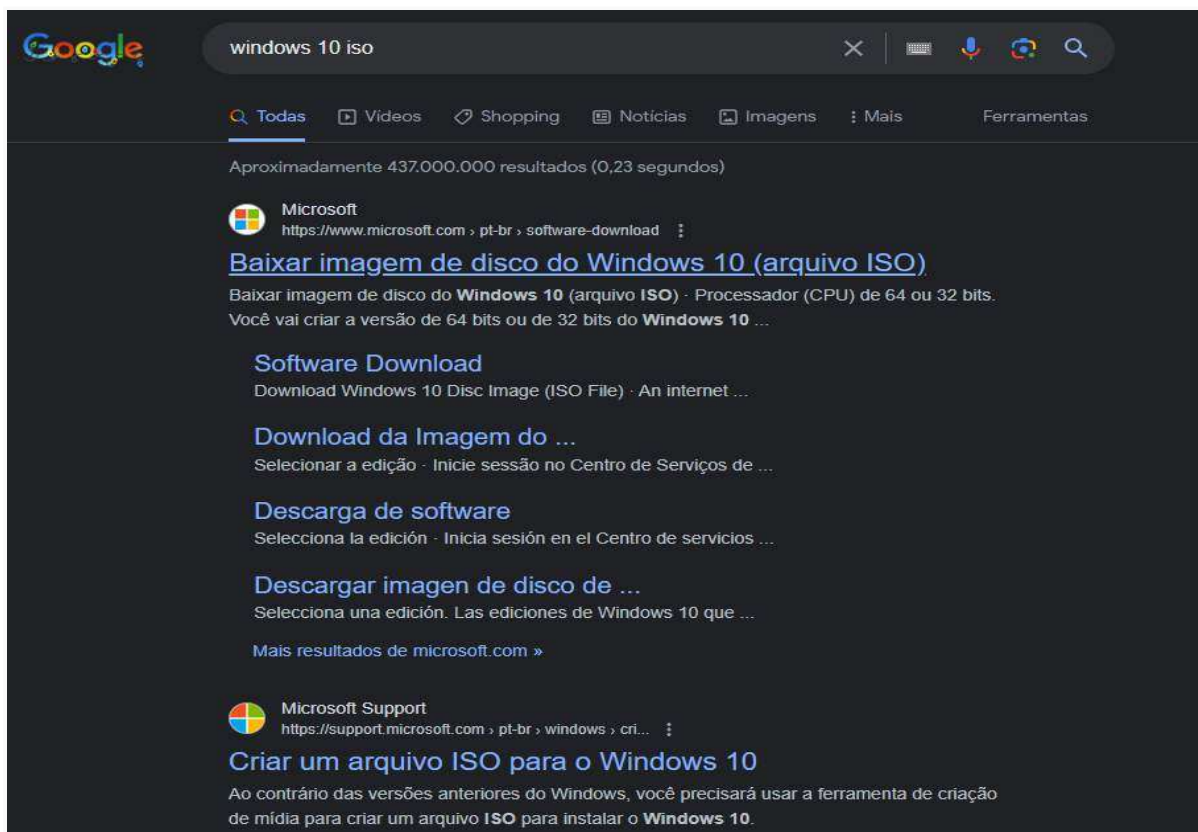 Google
windows 10 iso
Todas Vídeos Shopping Notícias Imagens Mais Ferramentas
Aproximadamente 437.000.000 resultados (0,23 segundos)
Microsoft
https://www.microsoft.com › pt-br › software-download
Baixar imagem de disco do Windows 10 (arquivo ISO)
Baixar imagem de disco do Windows 10 (arquivo ISO) · Processador (CPU) de 64 ou 32 bits.
Você vai criar a versão de 64 bits ou de 32 bits do Windows 10 ...
Software Download
Download Windows 10 Disc Image (ISO File) · An internet ...
Download da Imagem do ...
Selecionar a edição · Inicie sessão no Centro de Serviços de ...
Descarga de software
Selecciona la edición · Inicia sesión en el Centro de servicios ...
Descargar imagen de disco de ...
Selecciona una edición. Las ediciones de Windows 10 que ...
Mais resultados de microsoft.com »
Microsoft Support
https://support.microsoft.com › pt-br › windows › cri...
Criar um arquivo ISO para o Windows 10
Ao contrário das versões anteriores do Windows, você precisará usar a ferramenta de criação
de mídia para criar um arquivo ISO para instalar o Windows 10.